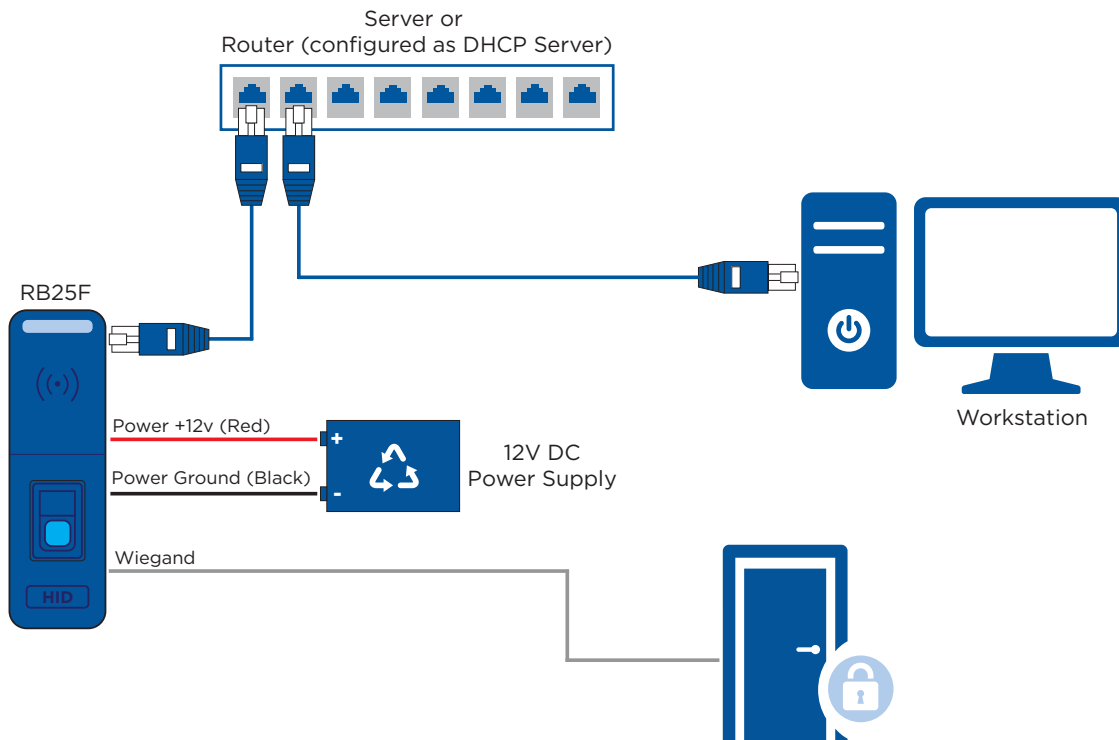 Server or
Router (configured as DHCP Server)
RB25F
Power +12v (Red)
+
12V DC
Power Supply
Power Ground (Black)
-
Wiegand
HID
Workstation